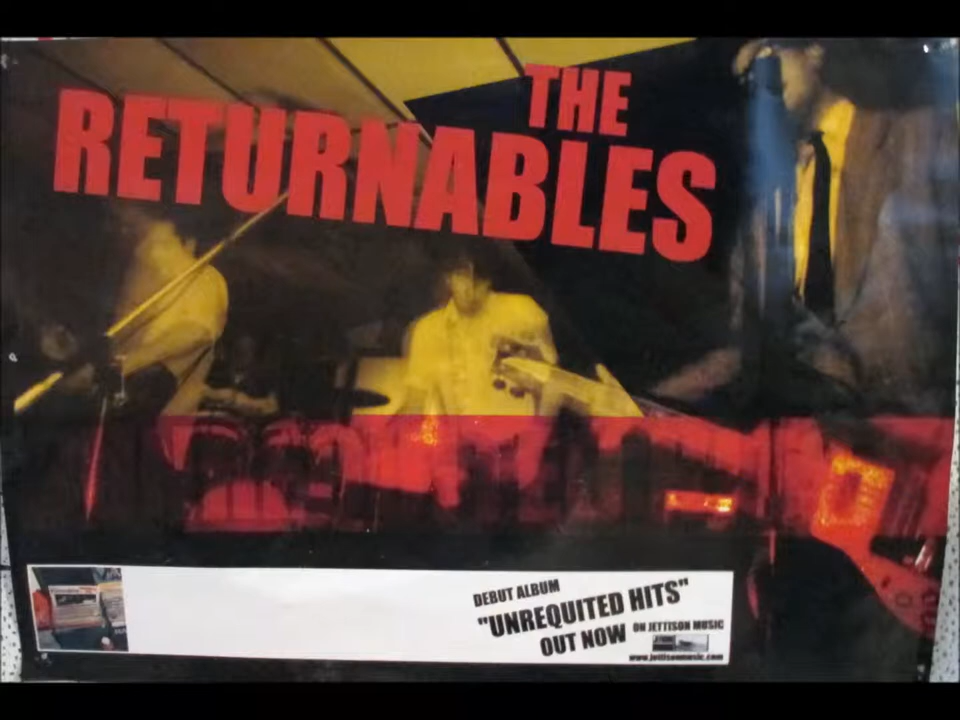 THE
RETURNABLES
DEBUT ALBUM
"UNREQUITED HITS"
OUT NOW ON JETTISON MUSIC
www.jettisonmusic.com